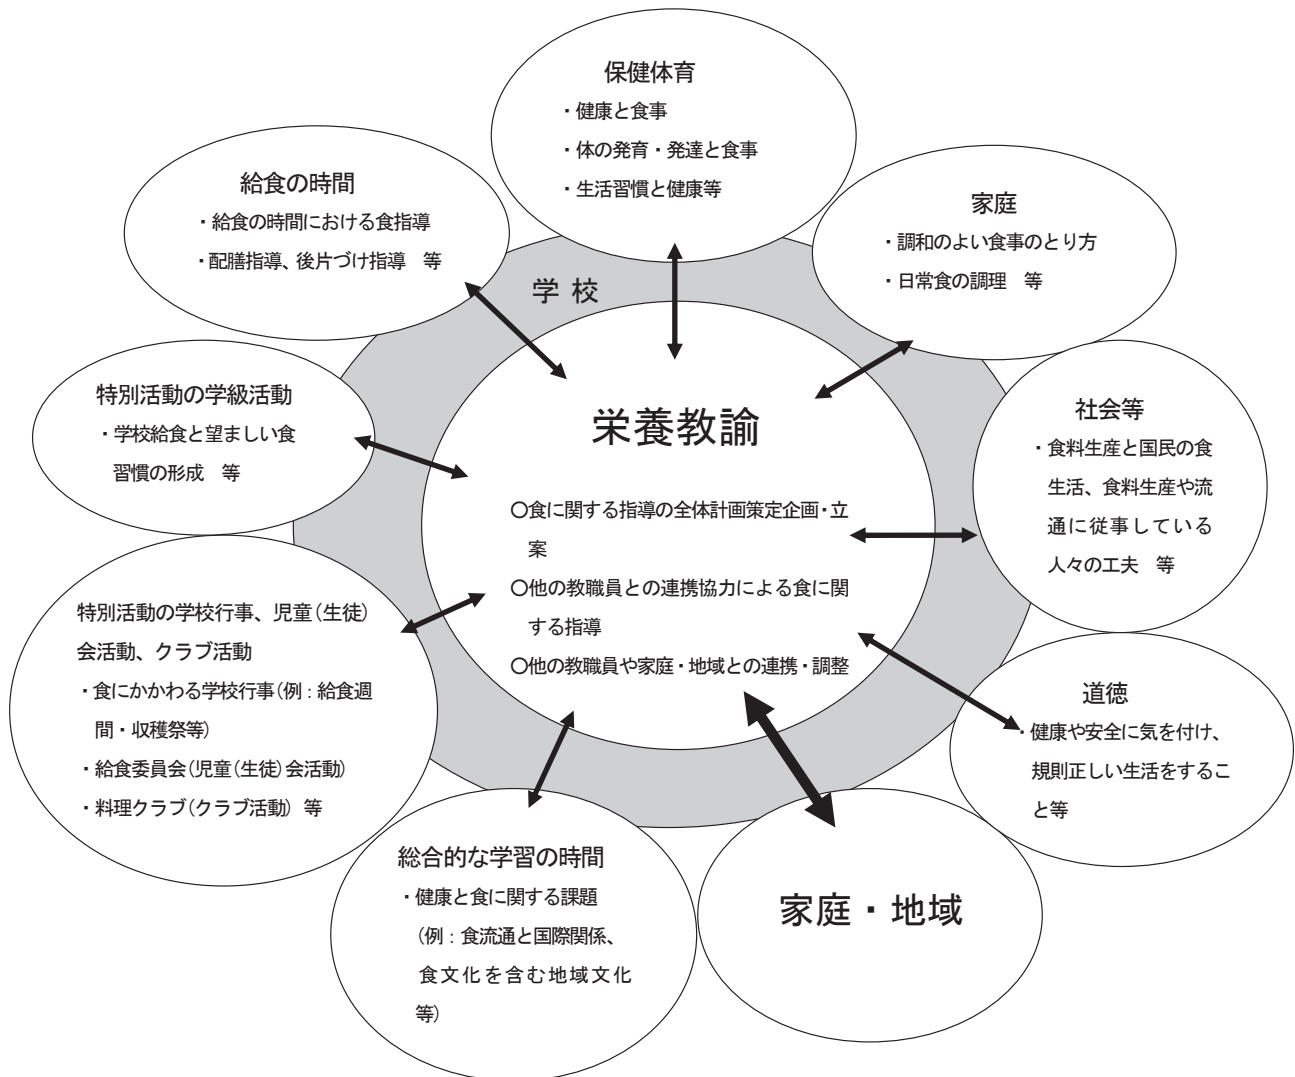 保健体育
・健康と食事
・体の発育・発達と食事
・生活習慣と健康等
給食の時間
・給食の時間における食指導
・配膳指導、後片づけ指導　等
家庭
・調和のよい食事のとり方
・日常食の調理　等
学 校
特別活動の学級活動
・学校給食と望ましい食
習慣の形成　等
栄養教諭
○食に関する指導の全体計画策定企画・立
案
○他の教職員との連携協力による食に関
する指導
○他の教職員や家庭・地域との連携・調整
社会等
・食料生産と国民の食
生活、食料生産や流
通に従事している
人々の工夫　等
特別活動の学校行事、児童(生徒)
会活動、クラブ活動
・食にかかわる学校行事(例：給食週
間・収穫祭等)
・給食委員会(児童(生徒)会活動)
・料理クラブ(クラブ活動) 等
道徳
・健康や安全に気を付け、
規則正しい生活をするこ
と等
総合的な学習の時間
・健康と食に関する課題
(例：食流通と国際関係、
食文化を含む地域文化
等)
家庭・地域